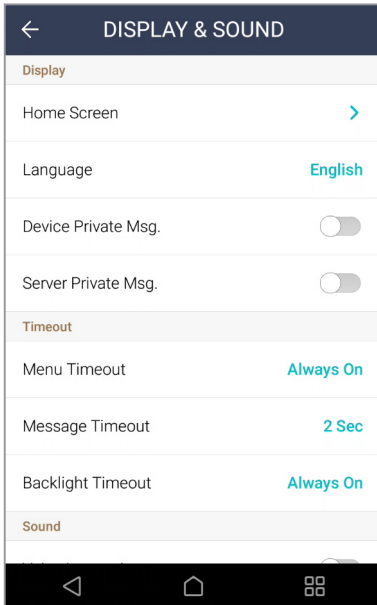 DISPLAY & SOUND
Display
Home Screen
Language English
Device Private Msg.
Server Private Msg.
Timeout
Menu Timeout Always On
Message Timeout 2 Sec
Backlight Timeout Always On
Sound